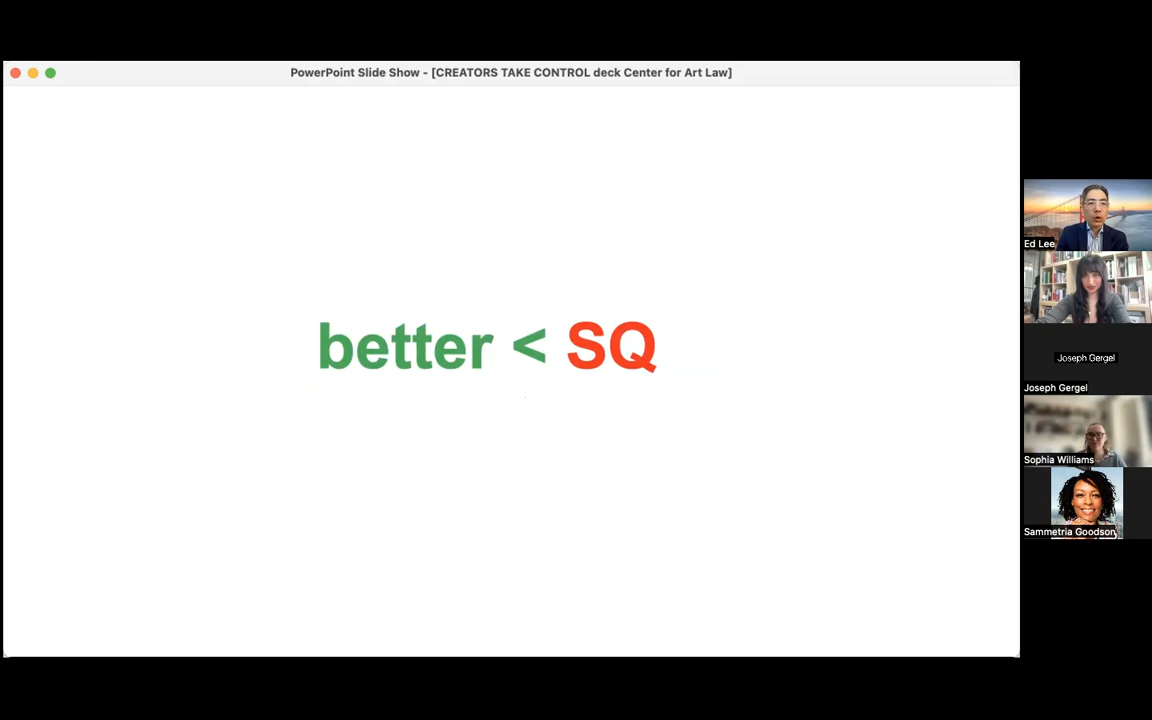 PowerPoint Slide Show - [CREATORS TAKE CONTROL deck Center for Art Law]
better < SQ
Ed Lee
Joseph Gergel
Joseph Gergel
Sophia Williams
Sammetria Goodson